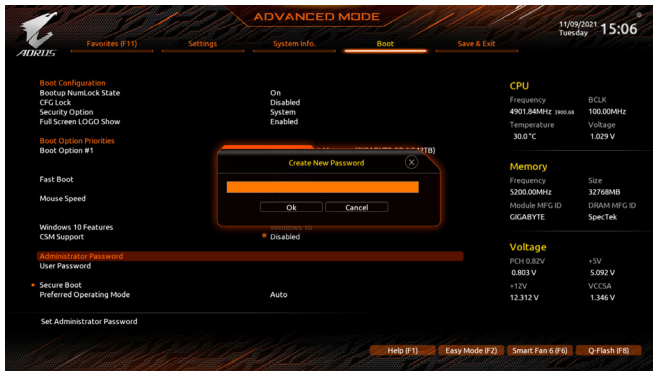 ADVANCED MODE
11/09/2021 Tuesday 15:06
AORUS
Favorites (F11) Settings System Info. Boot Save & Exit
Boot Configuration
Bootup NumLock State On
CFG Lock Disabled
Security Option System
Full Screen LOGO Show Enabled
Boot Option Priorities
Boot Option #1
Fast Boot
Mouse Speed
Windows 10 Features Windows 10
CSM Support Disabled
Administrator Password
User Password
Secure Boot
Preferred Operating Mode Auto
Set Administrator Password
Create New Password X
Ok Cancel
CPU
Frequency BCLK
4901.84MHz 3900.68 100.00MHz
Temperature Voltage
30.0 °C 1.029 V
Memory
Frequency Size
5200.00MHz 32768MB
Module MFG ID DRAM MFG ID
GIGABYTE SpecTek
Voltage
PCH 0.82V +5V
0.803 V 5.092 V
+12V VCCSA
12.312 V 1.346 V
Help (F1) Easy Mode (F2) Smart Fan 6 (F6) Q-Flash (F8)